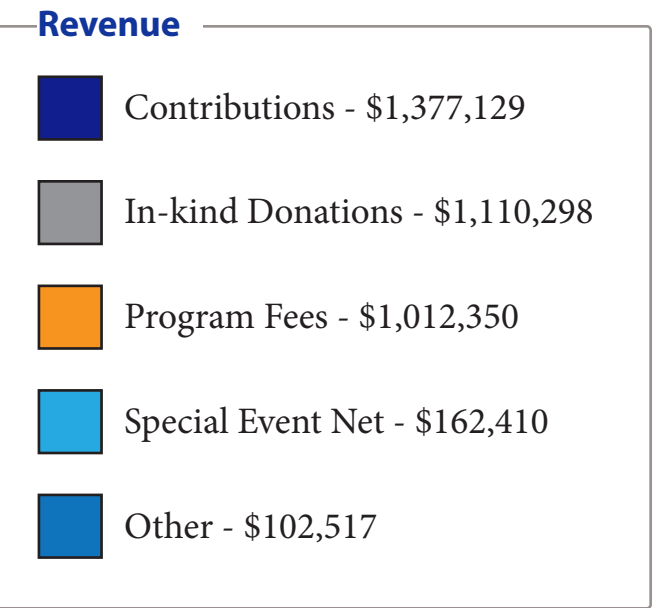 Revenue
Contributions - $1,377,129
In-kind Donations - $1,110,298
Program Fees - $1,012,350
Special Event Net - $162,410
Other - $102,517